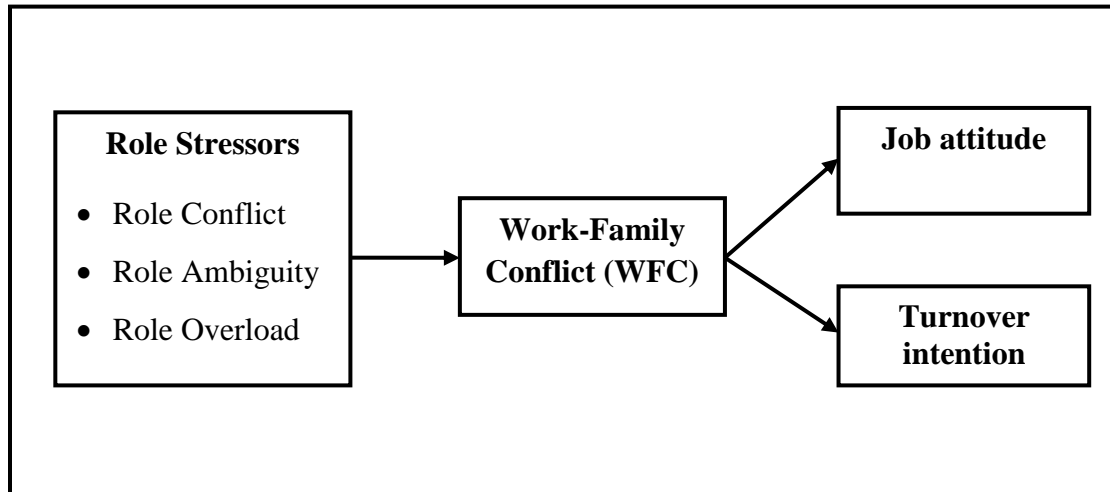 Role Stressors
• Role Conflict
• Role Ambiguity
• Role Overload
Work-Family
Conflict (WFC)
Job attitude
Turnover
intention